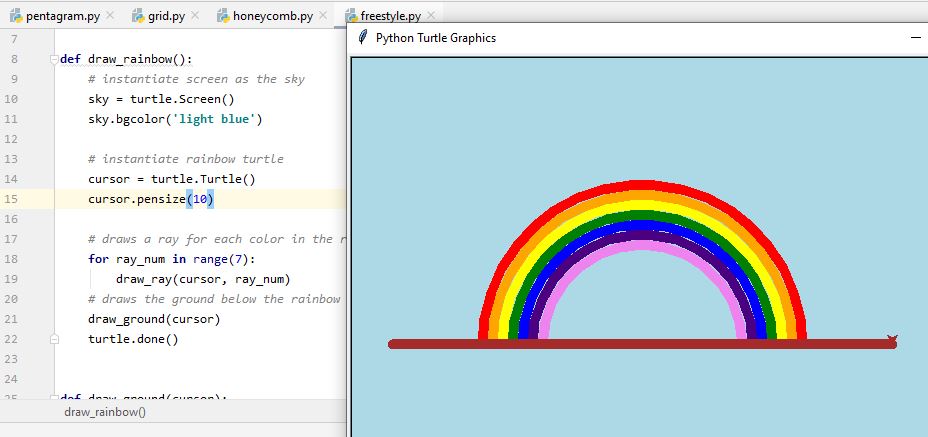 pentagram.py
grid.py
honeycomb.py
freestyle.py
Python Turtle Graphics
7
8 def draw_rainbow():
9 # instantiate screen as the sky
10 sky = turtle.Screen()
11 sky.bgcolor('light blue')
12
13 # instantiate rainbow turtle
14 cursor = turtle.Turtle()
15 cursor.pensize(10)
16
17 # draws a ray for each color in the r
18 for ray_num in range(7):
19 draw_ray(cursor, ray_num)
20 # draws the ground below the rainbow
21 draw_ground(cursor)
22 turtle.done()
23
24
25 def draw_ground(cursor):
draw_rainbow()